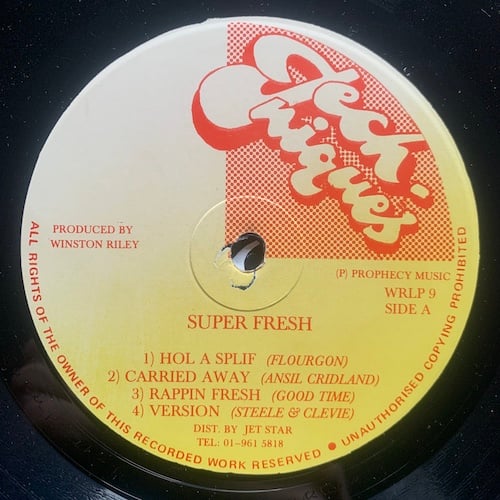 Teck-
niques
PRODUCED BY
WINSTON RILEY
(P) PROPHECY MUSIC
WRLP 9
SIDE A
SUPER FRESH
1) HOL A SPLIF (FLOURGON)
2) CARRIED AWAY (ANSIL CRIDLAND)
3) RAPPIN FRESH (GOOD TIME)
4) VERSION (STEELE & CLEVIE)
DIST. BY JET STAR
TEL: 01-961 5818
ALL RIGHTS OF THE OWNER OF THIS RECORDED WORK RESERVED • UNAUTHORISED COPYING PROHIBITED